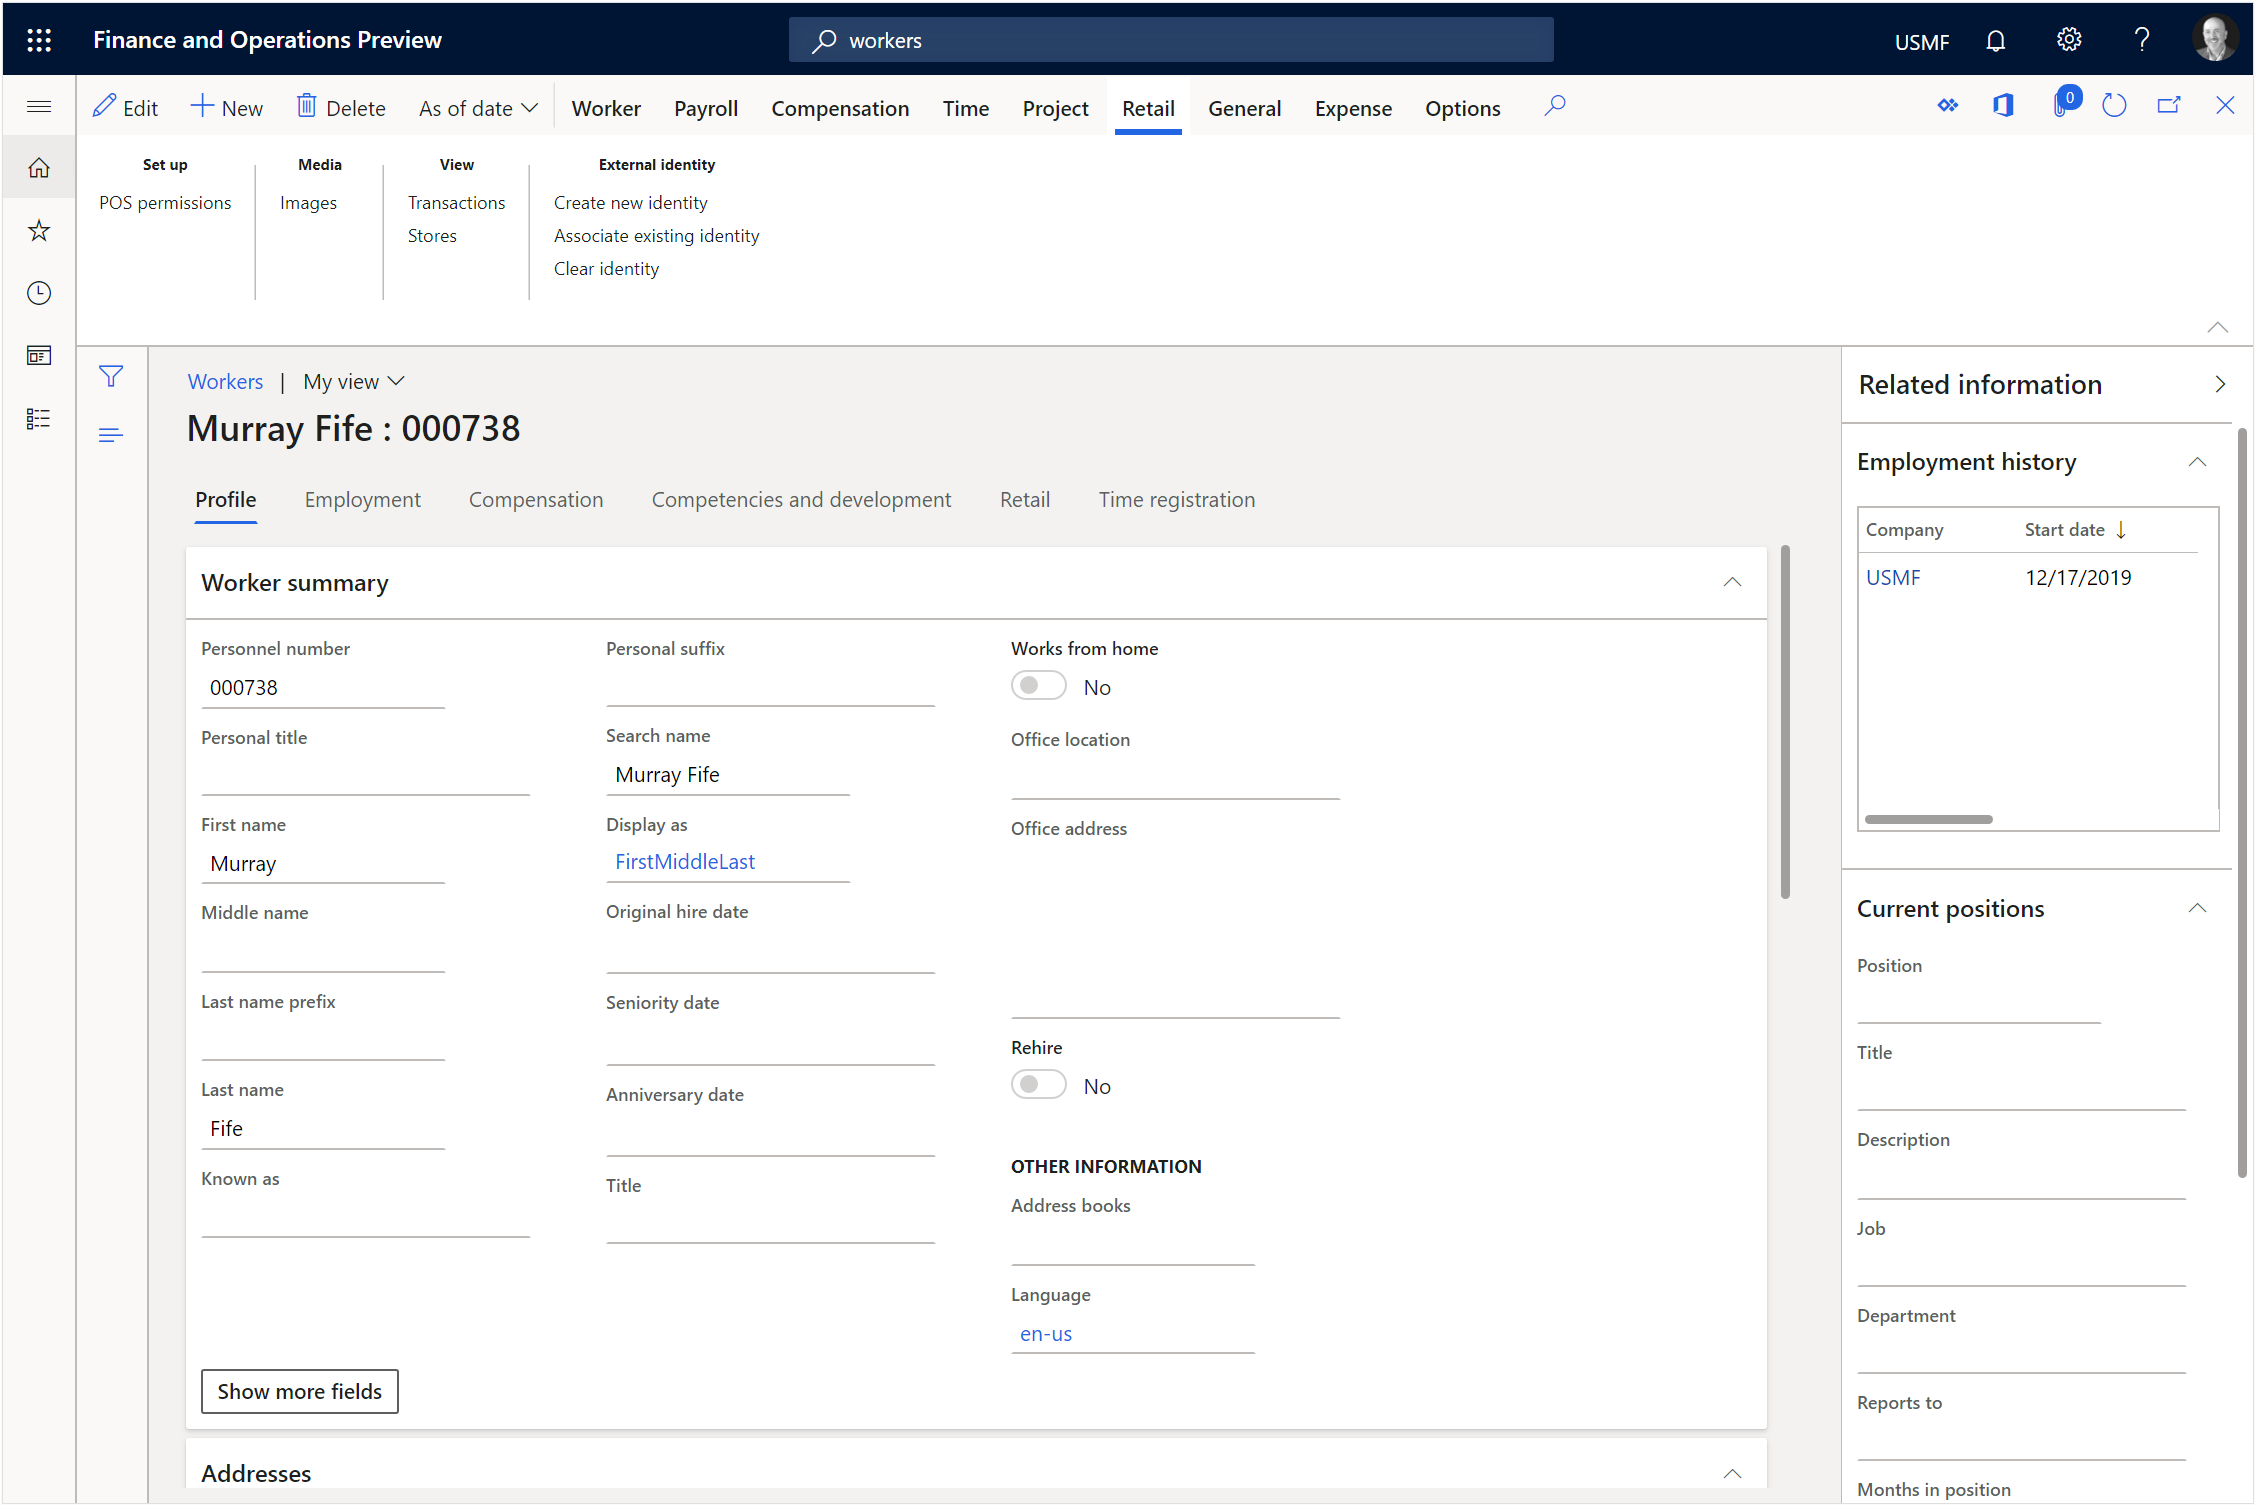 Finance and Operations Preview
workers
USMF
Edit
New
Delete
As of date
Worker
Payroll
Compensation
Time
Project
Retail
General
Expense
Options
0
Set up
POS permissions
Media
Images
View
Transactions
Stores
External identity
Create new identity
Associate existing identity
Clear identity
Workers | My view
Murray Fife : 000738
Profile
Employment
Compensation
Competencies and development
Retail
Time registration
Worker summary
Personnel number
000738
Personal title
First name
Murray
Middle name
Last name prefix
Last name
Fife
Known as
Personal suffix
Search name
Murray Fife
Display as
FirstMiddleLast
Original hire date
Seniority date
Anniversary date
Title
Works from home
No
Office location
Office address
Rehire
No
OTHER INFORMATION
Address books
Language
en-us
Show more fields
Addresses
Related information
Employment history
Company
Start date
USMF
12/17/2019
Current positions
Position
Title
Description
Job
Department
Reports to
Months in position